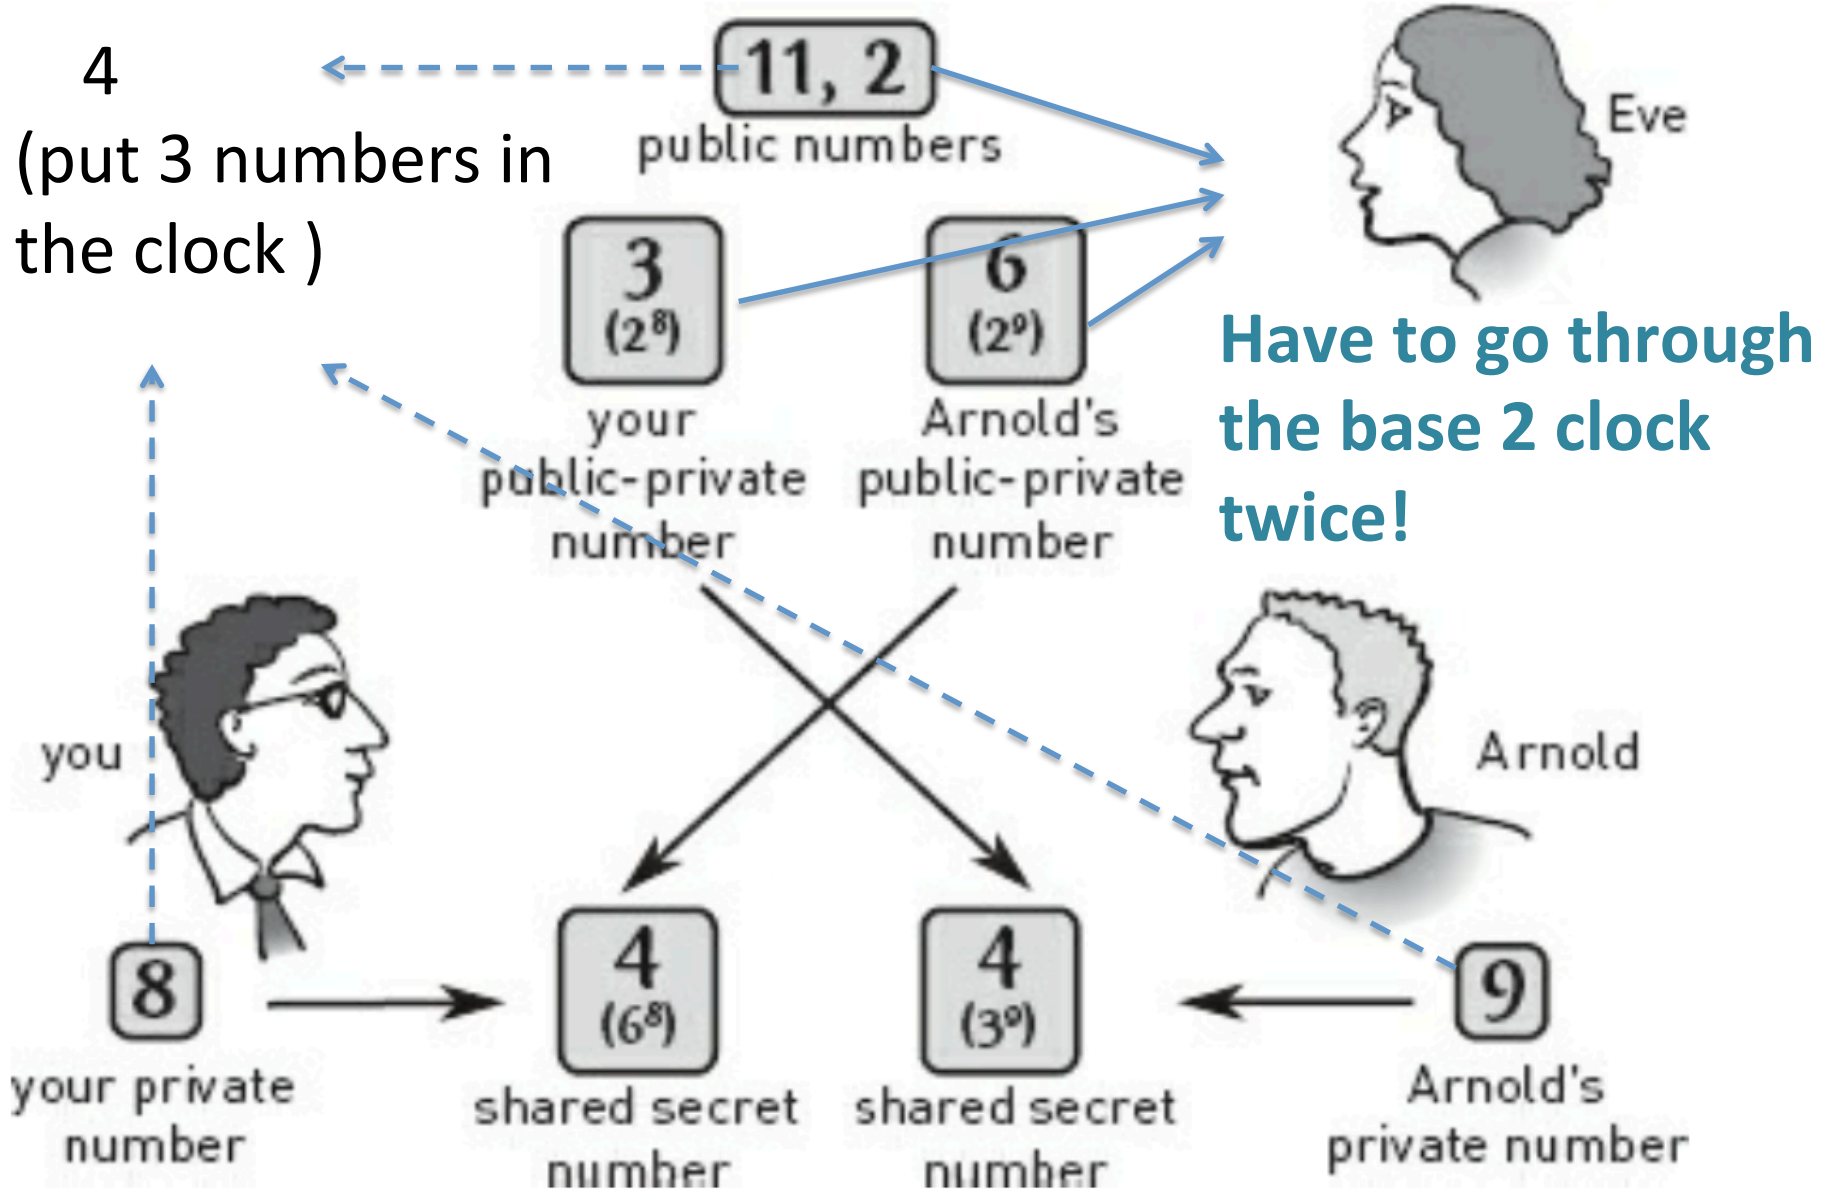 4
(put 3 numbers in
the clock )
11, 2
public numbers
Eve
3
(2⁸)
your
public-private
number
6
(2⁹)
Arnold's
public-private
number
Have to go through
the base 2 clock
twice!
you
Arnold
8
your private
number
4
(6⁸)
shared secret
number
4
(3⁹)
shared secret
number
9
Arnold's
private number